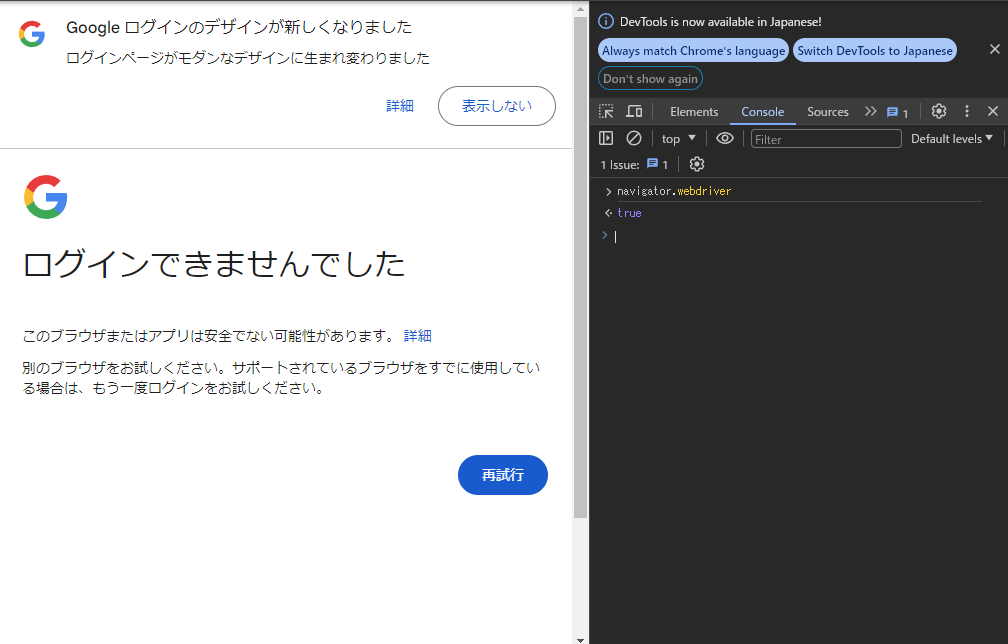 Google ログインのデザインが新しくなりました
ログインページがモダンなデザインに生まれ変わりました
詳細
表示しない
ログインできませんでした
このブラウザまたはアプリは安全でない可能性があります。 詳細
別のブラウザをお試しください。サポートされているブラウザをすでに使用してい
る場合は、もう一度ログインをお試しください。
再試行
DevTools is now available in Japanese!
Always match Chrome's language
Switch DevTools to Japanese
Don't show again
Elements
Console
Sources
1
top
Filter
Default levels
1 Issue: 1
navigator.webdriver
true